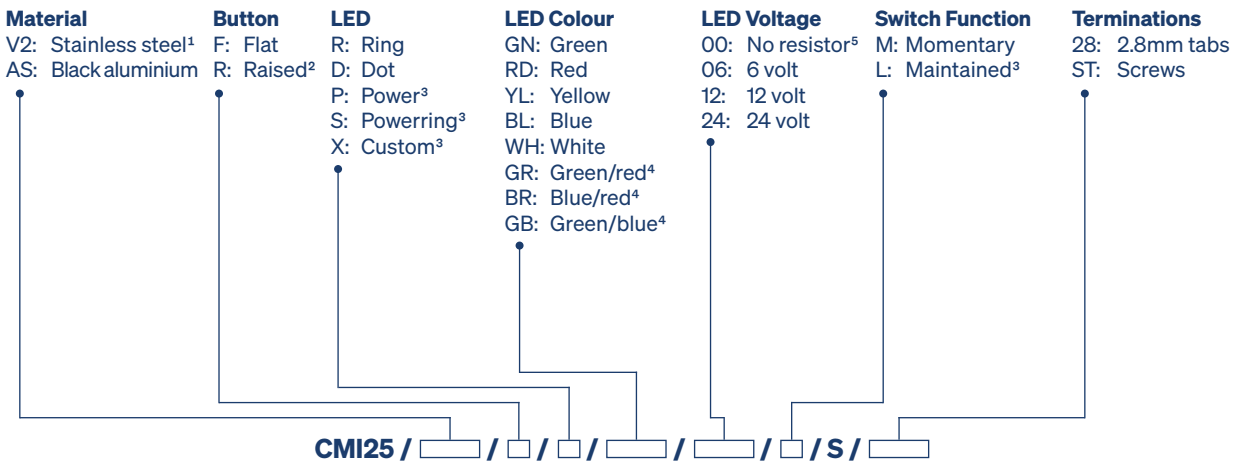 Material
V2: Stainless steel¹
AS: Black aluminium
Button
F: Flat
R: Raised²
LED
R: Ring
D: Dot
P: Power³
S: Powerring³
X: Custom³
LED Colour
GN: Green
RD: Red
YL: Yellow
BL: Blue
WH: White
GR: Green/red⁴
BR: Blue/red⁴
GB: Green/blue⁴
LED Voltage
00: No resistor⁵
06: 6 volt
12: 12 volt
24: 24 volt
Switch Function
M: Momentary
L: Maintained³
Terminations
28: 2.8mm tabs
ST: Screws
CMI25 / / / / / / / S /